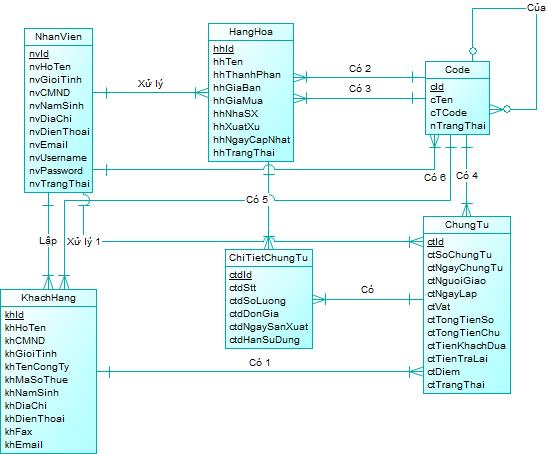 Của
NhanVien
nvId
nvHoTen
nvGioiTinh
nvCMND
nvNamSinh
nvDiaChi
nvDienThoai
nvEmail
nvUsername
nvPassword
nvTrangThai
Xử lý
HangHoa
hhId
hhTen
hhThanhPhan
hhGiaBan
hhGiaMua
hhNhaSX
hhXuatXu
hhNgayCapNhat
hhTrangThai
Có 2
Có 3
Code
cId
cTen
cTCode
nTrangThai
Có 6
Có 4
Có 5
Lập
Xử lý 1
ChiTietChungTu
ctdId
ctdStt
ctdSoLuong
ctdDonGia
ctdNgaySanXuat
ctdHanSuDung
Có
ChungTu
ctId
ctSoChungTu
ctNgayChungTu
ctNguoiGiao
ctNgayLap
ctVat
ctTongTienSo
ctTongTienChu
ctTienKhachDua
ctTienTraLai
ctDiem
ctTrangThai
KhachHang
khId
khHoTen
khCMND
khGioiTinh
khTenCongTy
khMaSoThue
khNamSinh
khDiaChi
khDienThoai
khFax
khEmail
Có 1